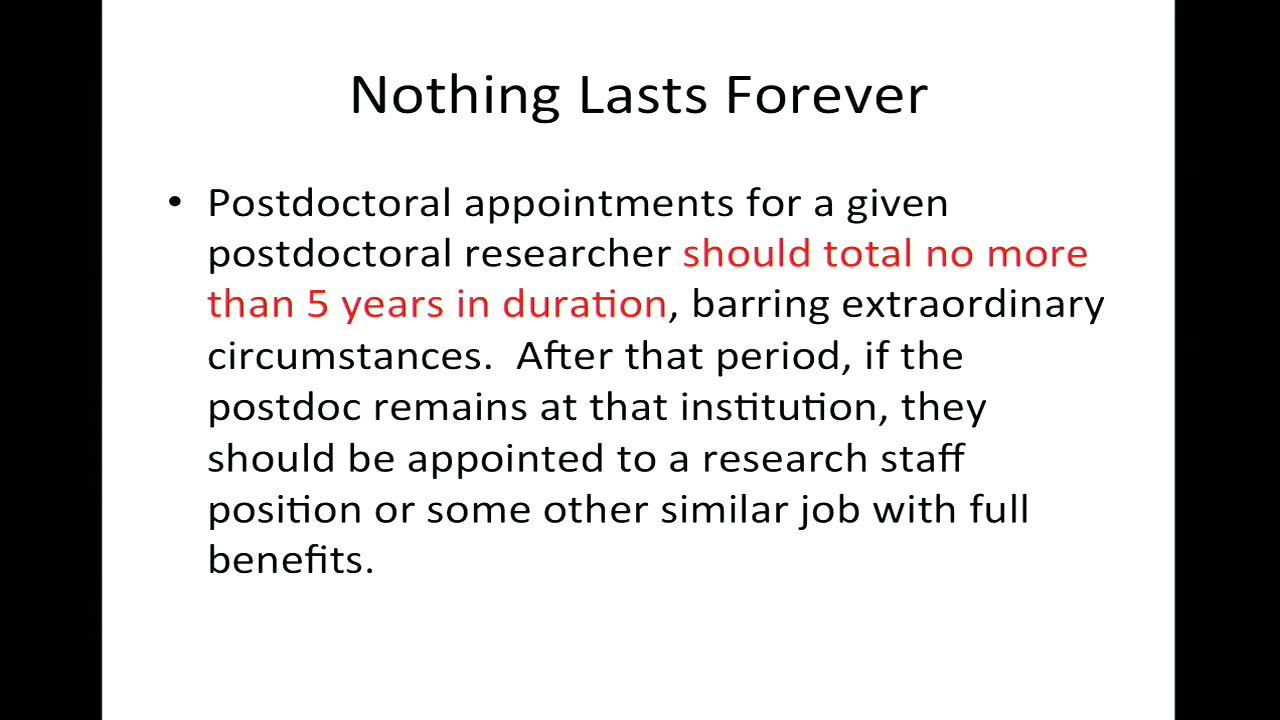 Nothing Lasts Forever
• Postdoctoral appointments for a given
postdoctoral researcher should total no more
than 5 years in duration, barring extraordinary
circumstances.  After that period, if the
postdoc remains at that institution, they
should be appointed to a research staff
position or some other similar job with full
benefits.